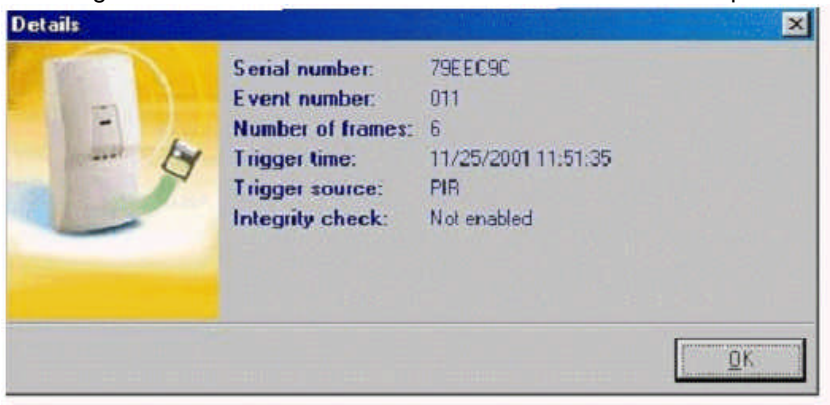 Details
Serial number: 79EEC9C
Event number: 011
Number of frames: 6
Trigger time: 11/25/2001 11:51:35
Trigger source: PIR
Integrity check: Not enabled
OK